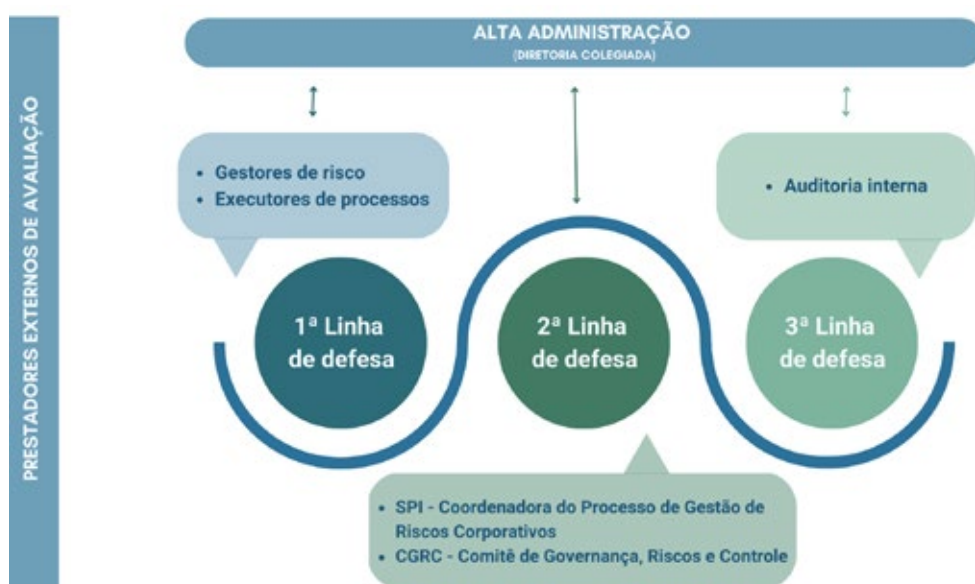 ALTA ADMINISTRAÇÃO
(DIRETORIA COLEGIADA)
PRESTADORES EXTERNOS DE AVALIAÇÃO
• Gestores de risco
• Executores de processos
• Auditoria interna
1ª Linha
de defesa
2ª Linha
de defesa
3ª Linha
de defesa
• SPI - Coordenadora do Processo de Gestão de
Riscos Corporativos
• CGRC - Comitê de Governança, Riscos e Controle